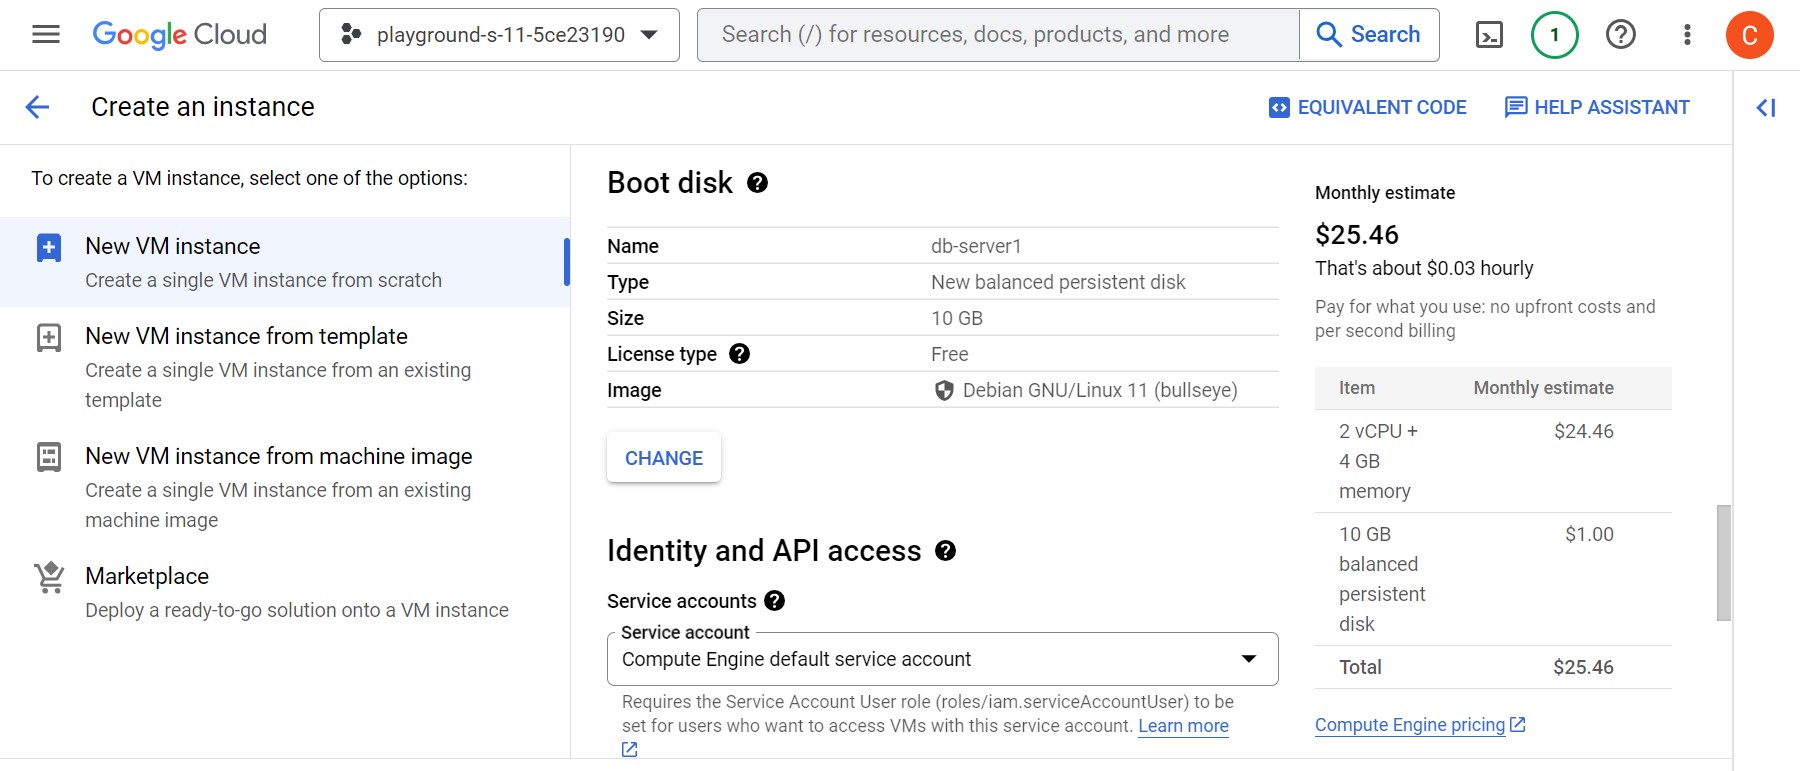 Google Cloud
playground-s-11-5ce23190
Search (/) for resources, docs, products, and more
Search
1
C
Create an instance
EQUIVALENT CODE
HELP ASSISTANT
To create a VM instance, select one of the options:
New VM instance
Create a single VM instance from scratch
New VM instance from template
Create a single VM instance from an existing
template
New VM instance from machine image
Create a single VM instance from an existing
machine image
Marketplace
Deploy a ready-to-go solution onto a VM instance
Boot disk
Name db-server1
Type New balanced persistent disk
Size 10 GB
License type Free
Image Debian GNU/Linux 11 (bullseye)
CHANGE
Identity and API access
Service accounts
Service account
Compute Engine default service account
Requires the Service Account User role (roles/iam.serviceAccountUser) to be
set for users who want to access VMs with this service account. Learn more
Monthly estimate
$25.46
That's about $0.03 hourly
Pay for what you use: no upfront costs and
per second billing
Item Monthly estimate
2 vCPU + $24.46
4 GB
memory
10 GB $1.00
balanced
persistent
disk
Total $25.46
Compute Engine pricing